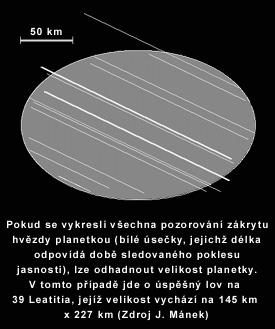 50 km
Pokud se vykreslí všechna pozorování zákrytu
hvězdy planetkou (bílé úsečky, jejichž délka
odpovídá době sledovaného poklesu
jasnosti), lze odhadnout velikost planetky.
V tomto případě jde o úspěšný lov na
39 Leatitia, jejíž velikost vychází na 145 km
x 227 km (Zdroj J. Mánek)